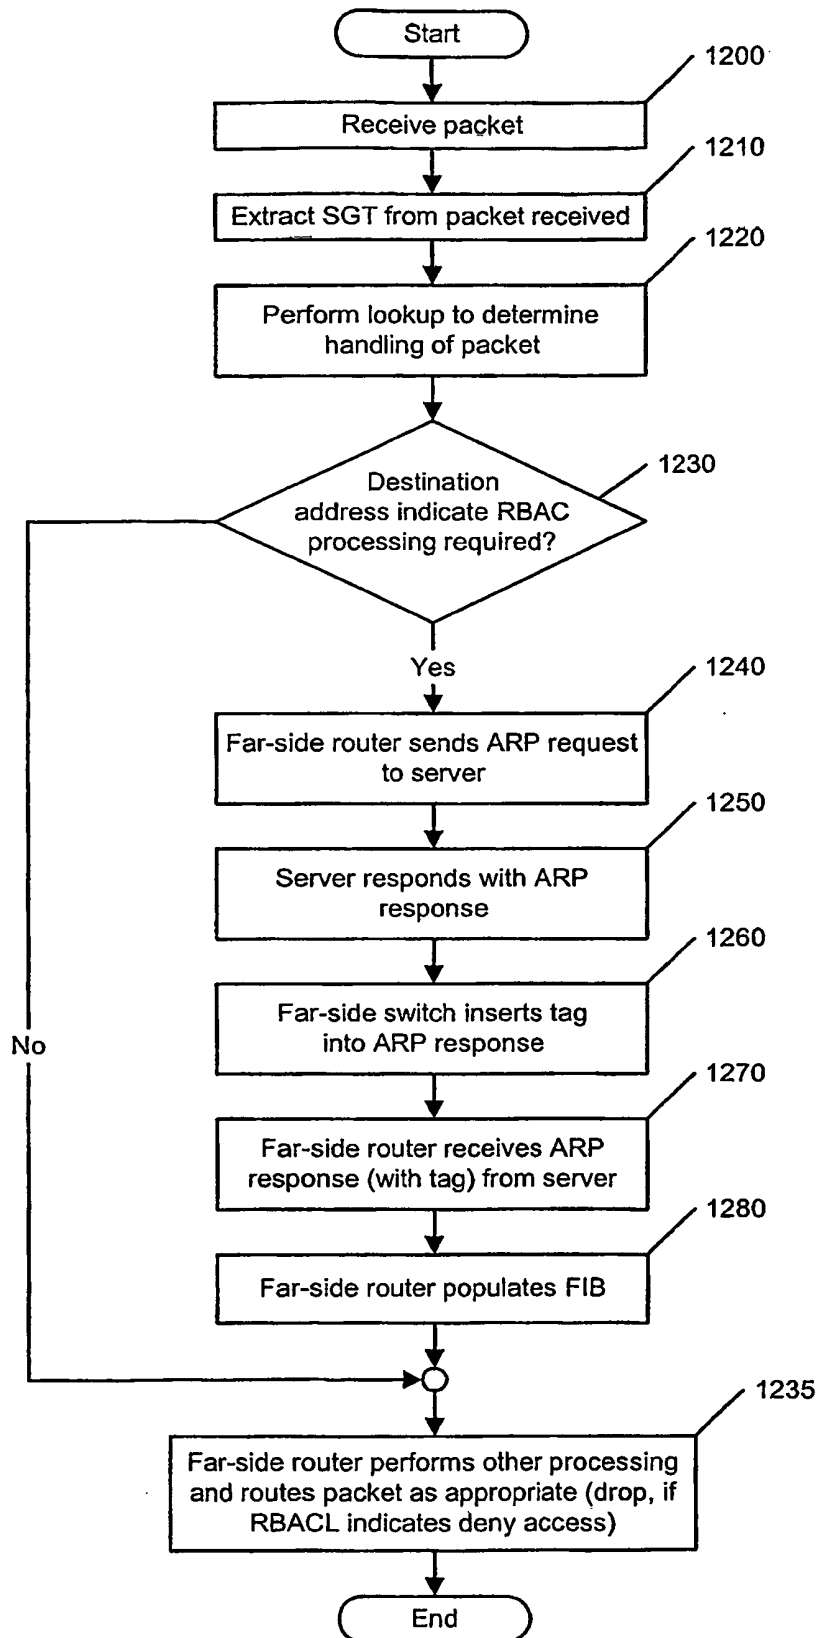 Start
1200
Receive packet
1210
Extract SGT from packet received
1220
Perform lookup to determine
handling of packet
1230
Destination
address indicate RBAC
processing required?
Yes
1240
Far-side router sends ARP request
to server
1250
Server responds with ARP
response
1260
Far-side switch inserts tag
into ARP response
No
1270
Far-side router receives ARP
response (with tag) from server
1280
Far-side router populates FIB
1235
Far-side router performs other processing
and routes packet as appropriate (drop, if
RBACL indicates deny access)
End